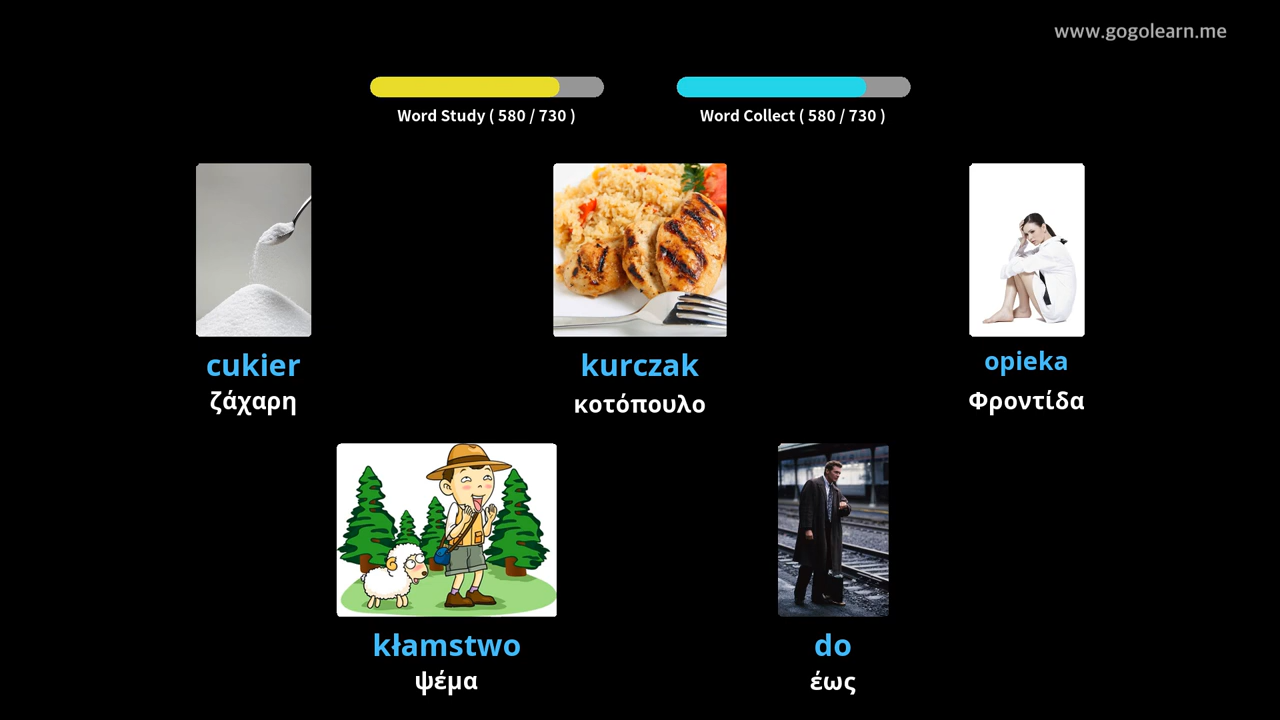 www.gogolearn.me
Word Study ( 580 / 730 )
Word Collect ( 580 / 730 )
cukier
ζάχαρη
kurczak
κοτόπουλο
opieka
Φροντίδα
kłamstwo
ψέμα
do
έως